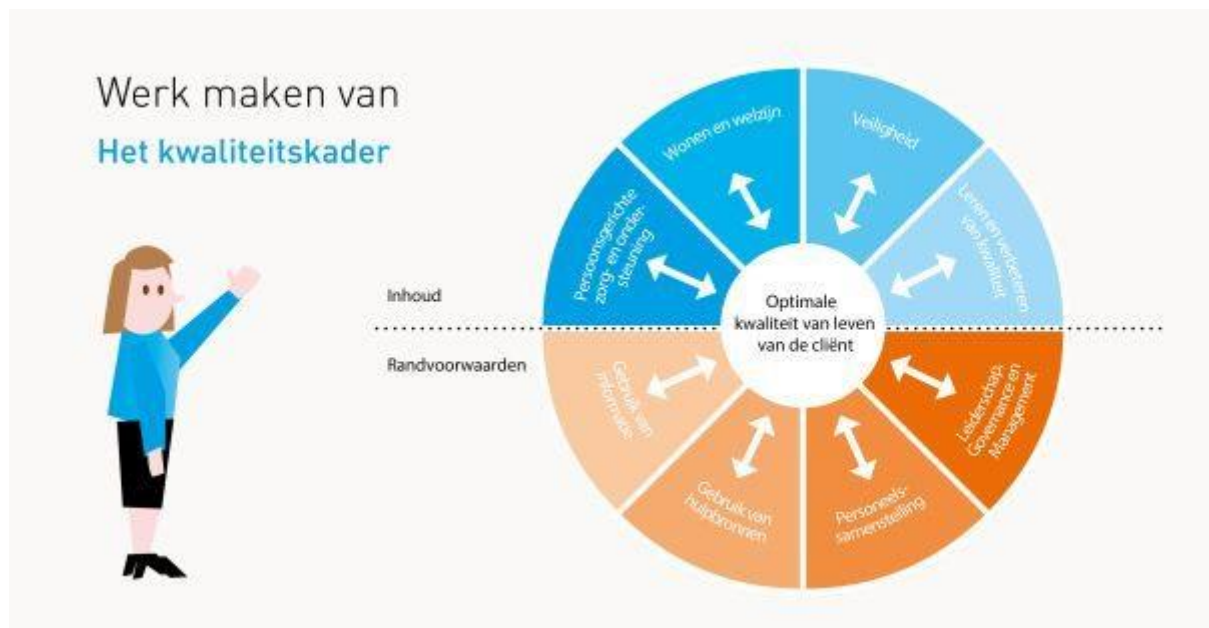 Werk maken van
Het kwaliteitskader
Persoonsgerichte
zorg- en onder-
steuning
Wonen en welzijn
Veiligheid
Leren en verbeteren
van kwaliteit
Inhoud
Optimale
kwaliteit van leven
van de cliënt
Randvoorwaarden
Gebruik van
informatie
Gebruik van
hulpbronnen
Personeels-
samenstelling
Leiderschap,
Governance en
Management